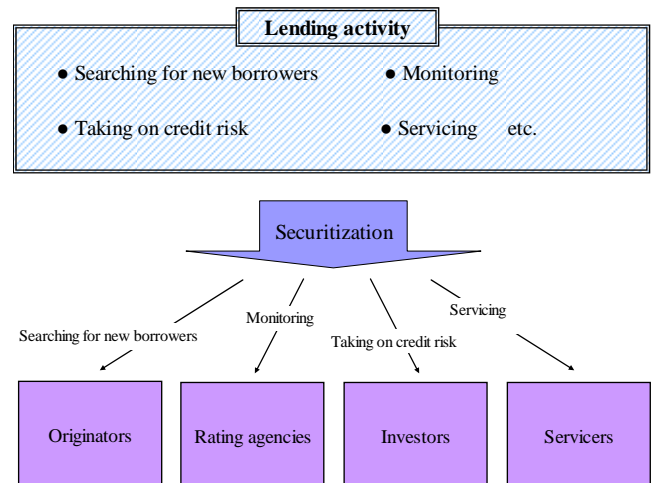 Lending activity
● Searching for new borrowers ● Monitoring
● Taking on credit risk ● Servicing etc.
Securitization
Searching for new borrowers
Monitoring
Taking on credit risk
Servicing
Originators
Rating agencies
Investors
Servicers